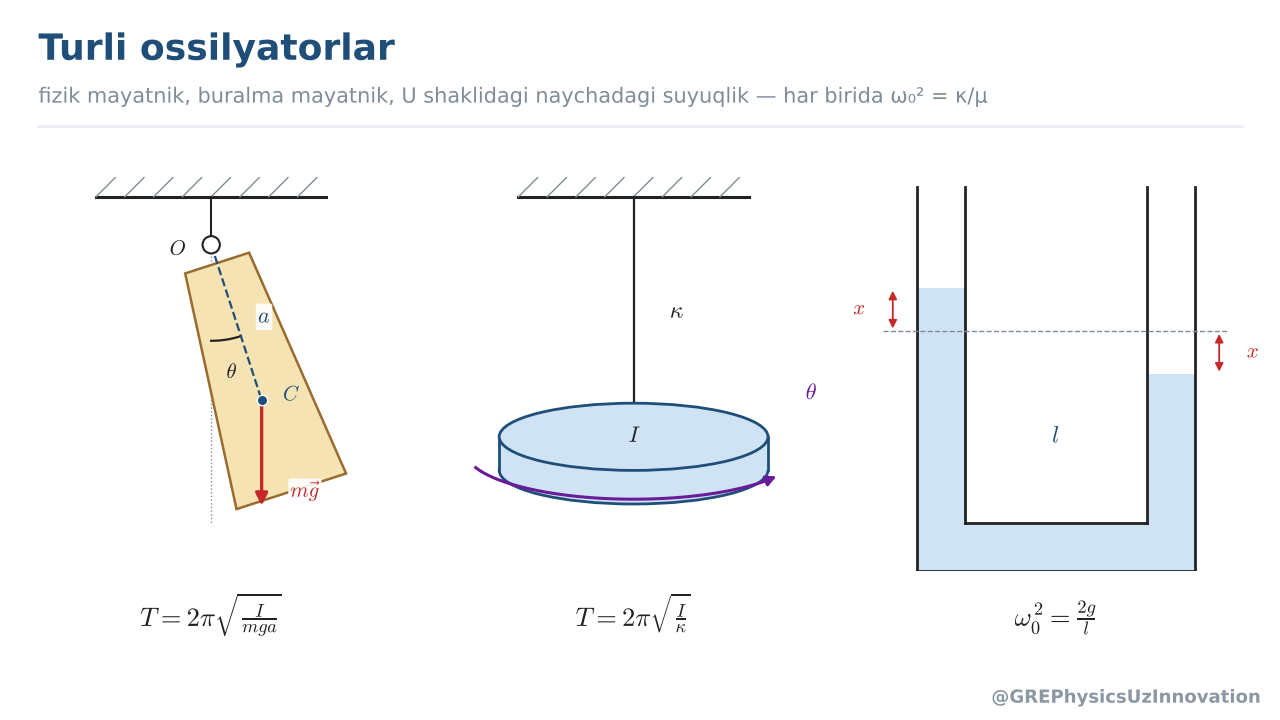 Turli ossilyatorlar
fizik mayatnik, buralma mayatnik, U shaklidagi naychadagi suyuqlik — har birida ω₀² = κ/μ
O
a
θ
C
mg⃗
κ
θ
I
x
x
l
T = 2π√(I/mga)
T = 2π√(I/κ)
ω₀² = 2g/l
@GREPhysicsUzInnovation